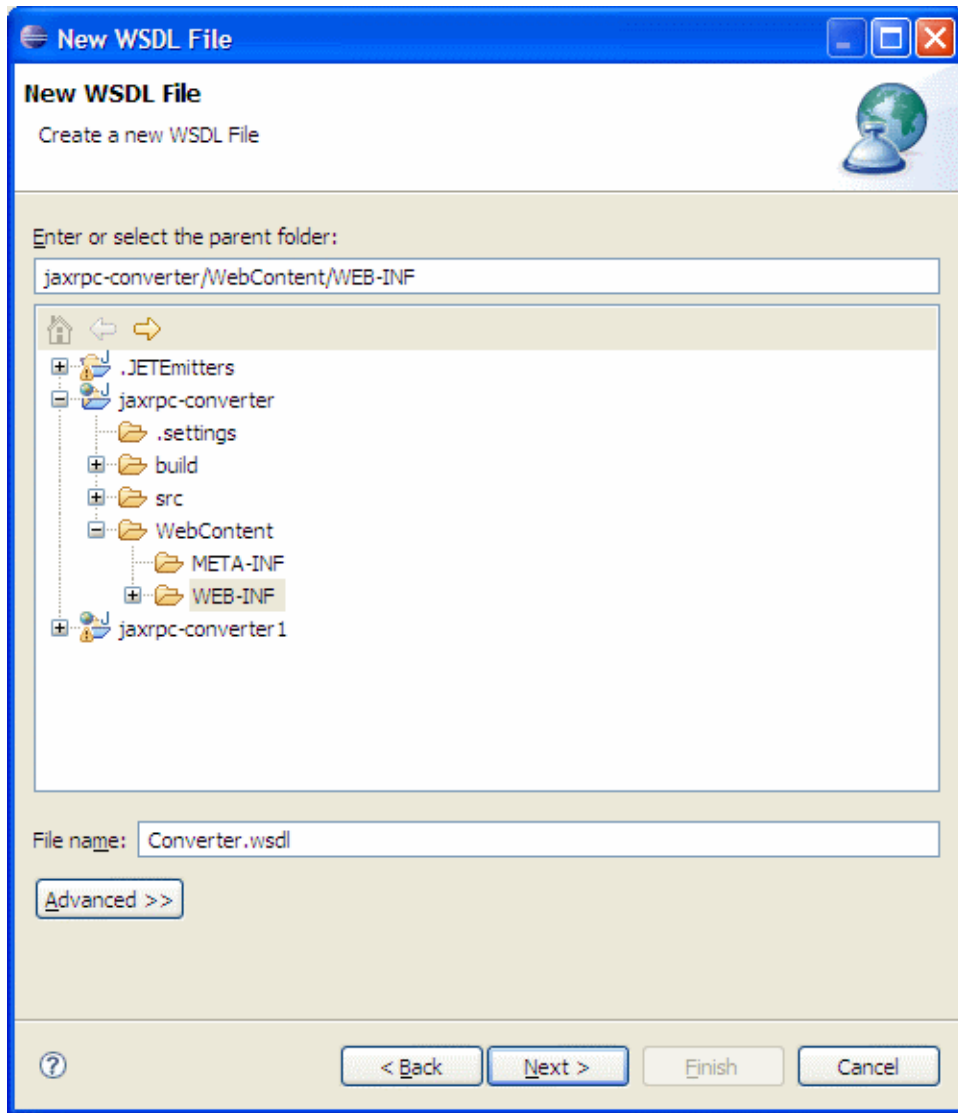 New WSDL File
New WSDL File
Create a new WSDL File
Enter or select the parent folder:
jaxrpc-converter/WebContent/WEB-INF
.JETEmitters
jaxrpc-converter
.settings
build
src
WebContent
META-INF
WEB-INF
jaxrpc-converter1
File name: Converter.wsdl
Advanced >>
< Back Next > Finish Cancel